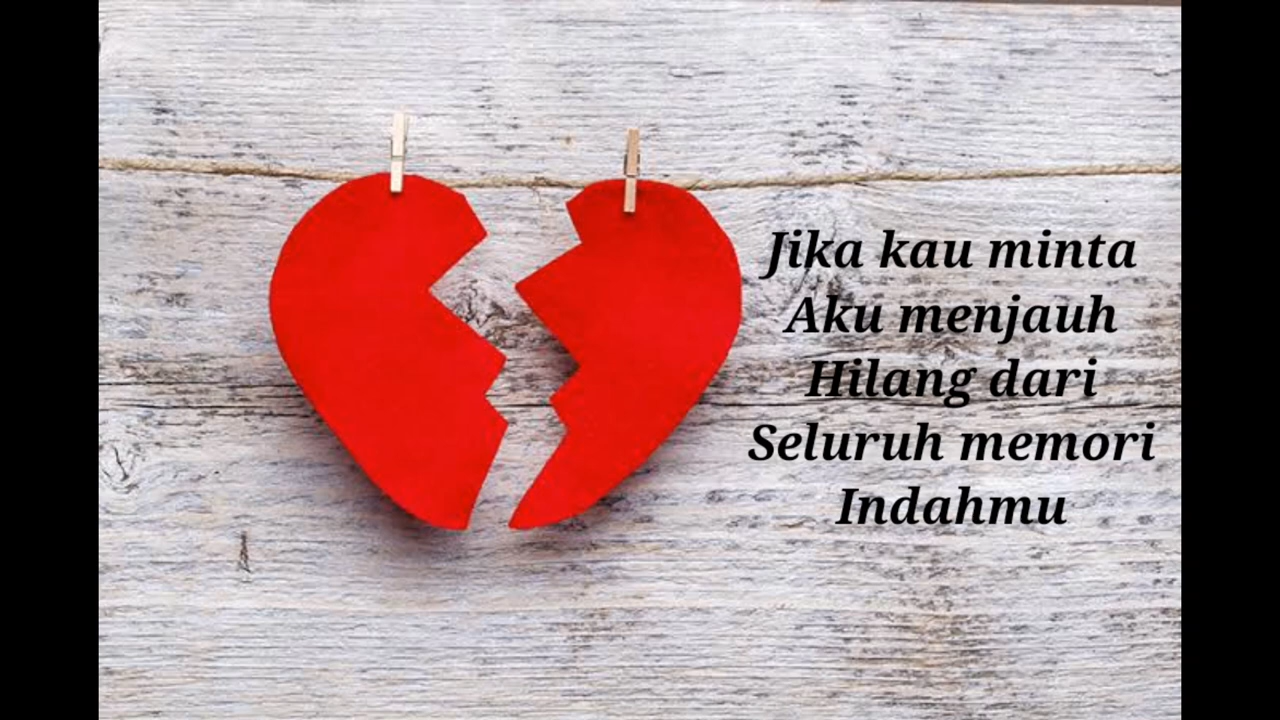 Jika kau minta
Aku menjauh
Hilang dari
Seluruh memori
Indahmu